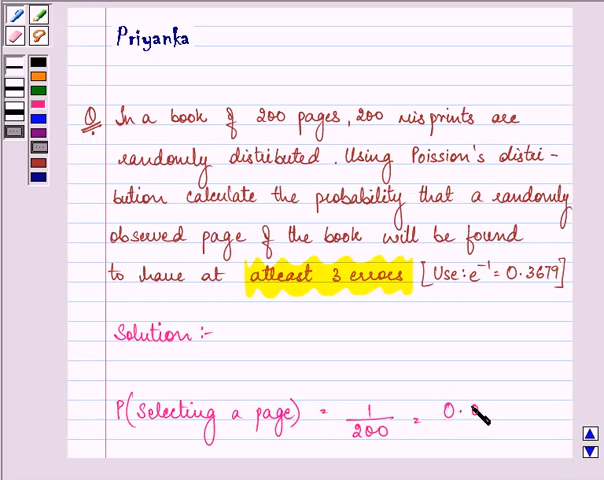 Priyanka
Q In a book of 200 pages, 200 misprints are
randomly distributed. Using Poission's distri-
bution calculate the probability that a randomly
observed page of the book will be found
to have at atleast 3 errors [Use: e⁻¹ = 0.3679]
Solution :-
P(Selecting a page) = 1/200 = 0.